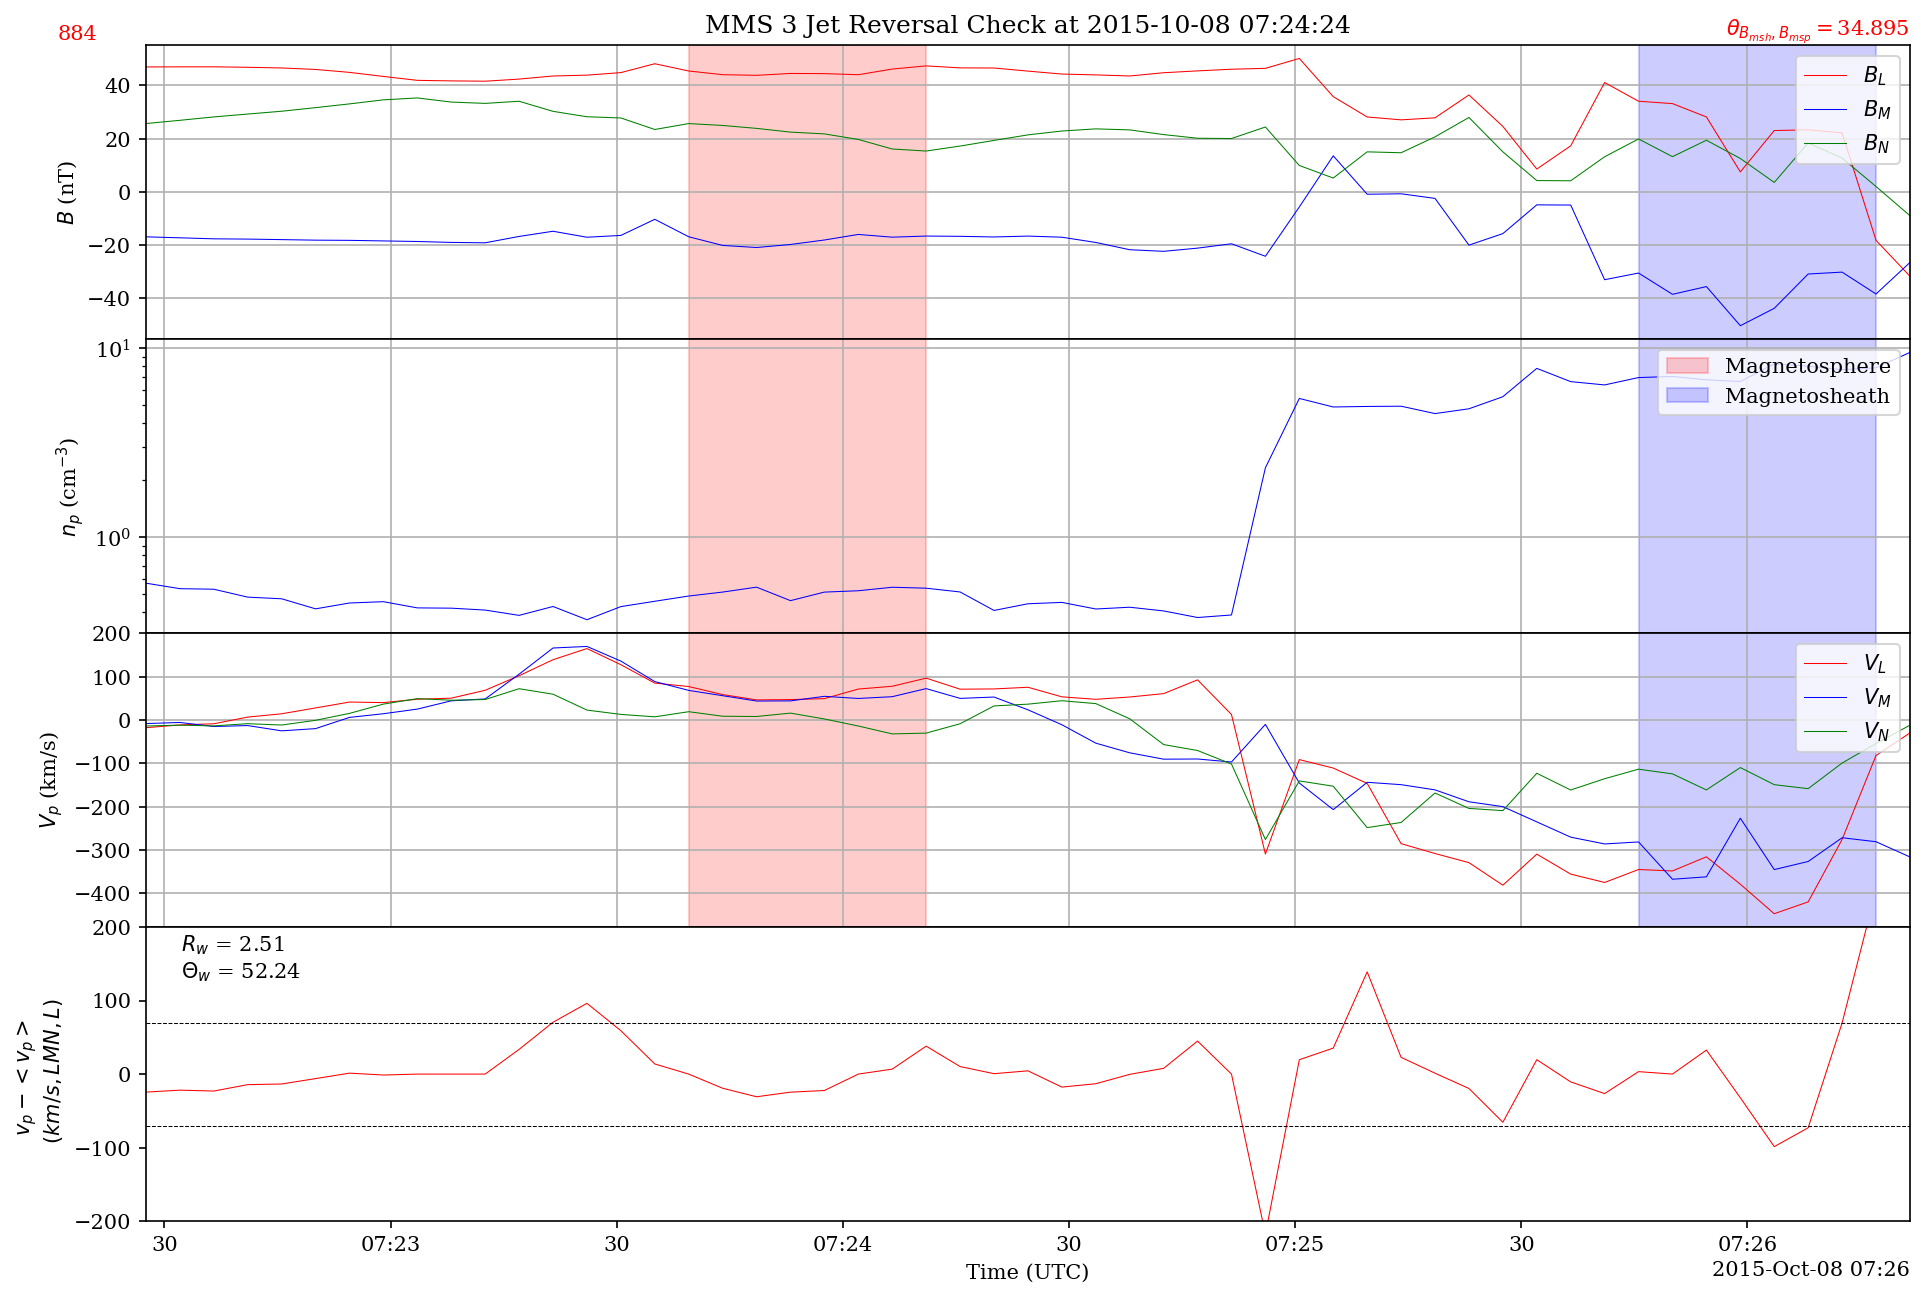 884
MMS 3 Jet Reversal Check at 2015-10-08 07:24:24
θ_{B_{msh}, B_{msp}} = 34.895
B (nT)
40
20
0
−20
−40
B_L
B_M
B_N
n_p (cm^{−3})
10^1
10^0
Magnetosphere
Magnetosheath
V_p (km/s)
200
100
0
−100
−200
−300
−400
V_L
V_M
V_N
v_p − < v_p >
(km/s, LMN, L)
200
100
0
−100
−200
R_w = 2.51
Θ_w = 52.24
30 07:23 30 07:24 30 07:25 30 07:26
Time (UTC)
2015-Oct-08 07:26